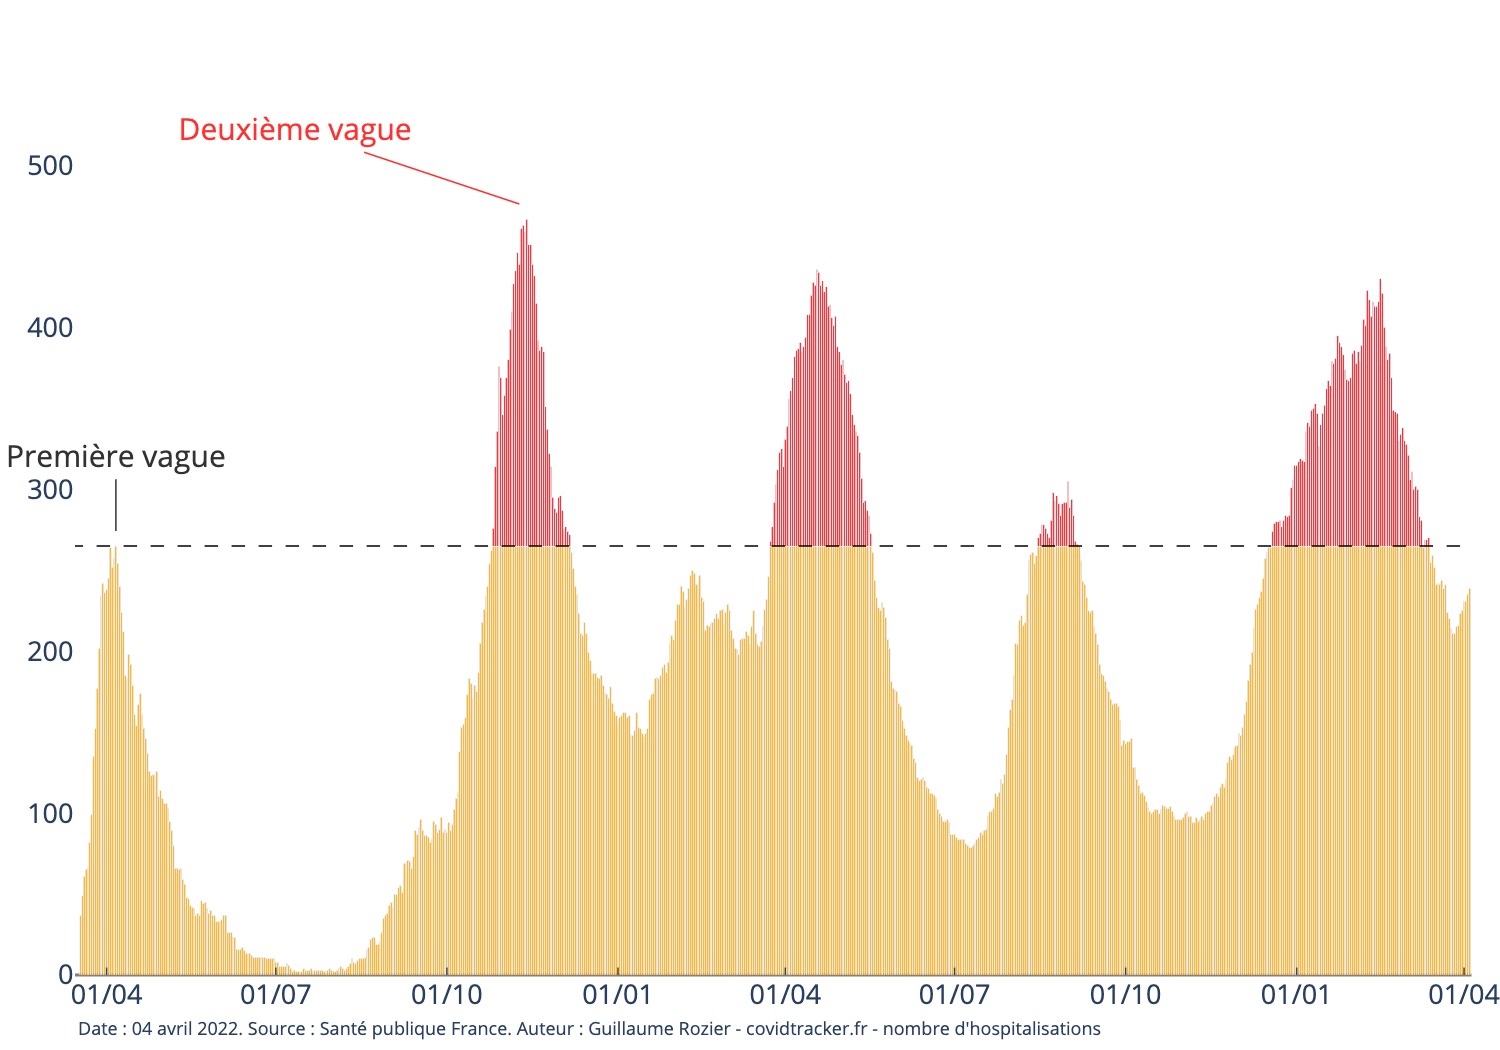 Deuxième vague
500
400
Première vague
300
200
100
0
01/04 01/07 01/10 01/01 01/04 01/07 01/10 01/01 01/04
Date : 04 avril 2022. Source : Santé publique France. Auteur : Guillaume Rozier - covidtracker.fr - nombre d'hospitalisations